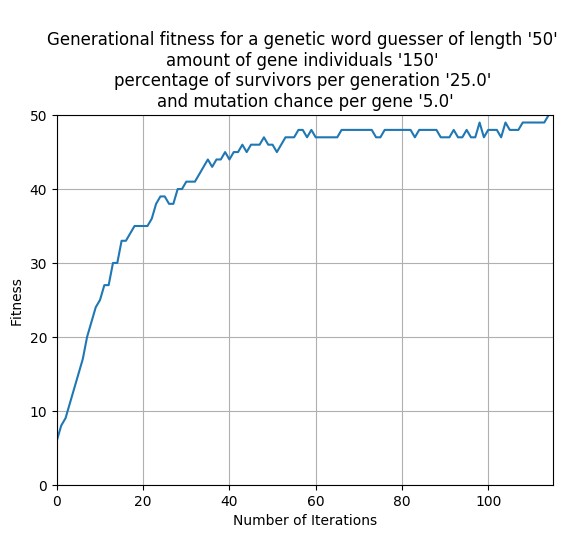 Generational fitness for a genetic word guesser of length '50'
amount of gene individuals '150'
percentage of survivors per generation '25.0'
and mutation chance per gene '5.0'
50
40
30
20
10
0
Fitness
0 20 40 60 80 100
Number of Iterations